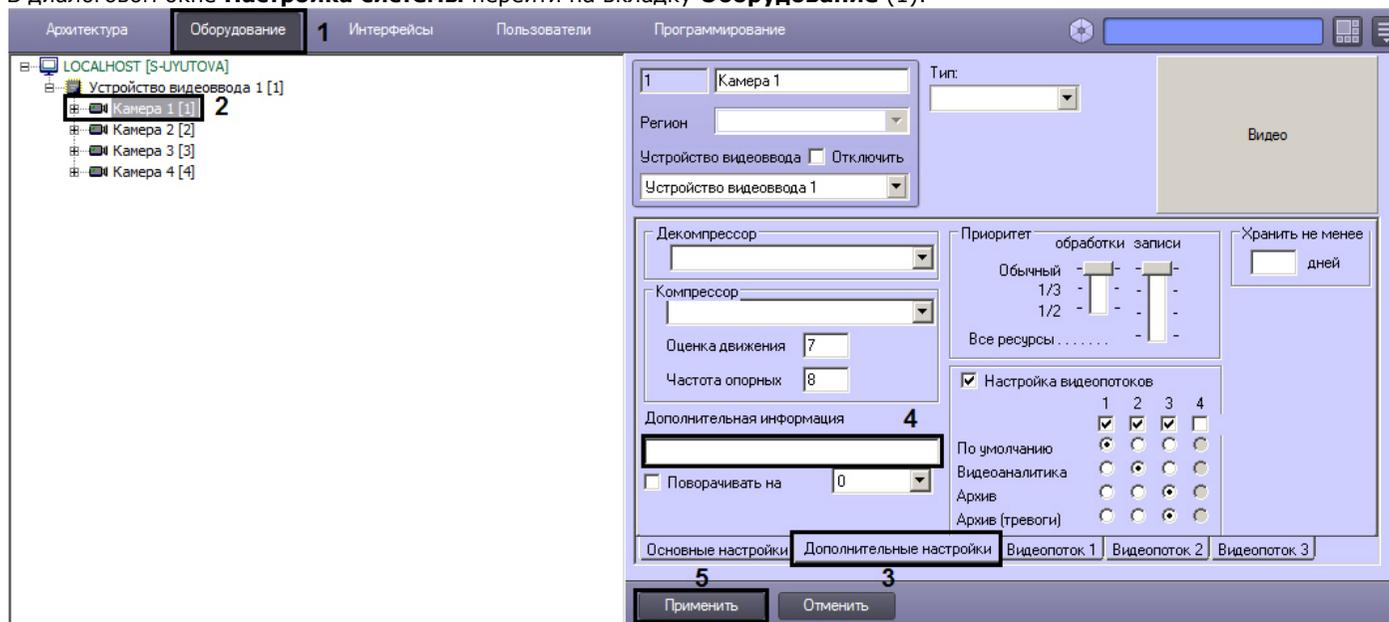 В диалоговом окне Настройка системы перейти на вкладку Оборудование (1).
Архитектура Оборудование 1 Интерфейсы Пользователи Программирование
LOCALHOST [S-UYUTOVA]
Устройство видеоввода 1 [1]
Камера 1 [1] 2
Камера 2 [2]
Камера 3 [3]
Камера 4 [4]
1 Камера 1
Тип:
Регион
Устройство видеоввода Отключить
Устройство видеоввода 1
Видео
Декомпрессор
Компрессор
Оценка движения 7
Частота опорных 8
Дополнительная информация 4
Поворачивать на 0
Приоритет
обработки записи
Обычный
1/3
1/2
Все ресурсы.......
Хранить не менее
дней
Настройка видеопотоков
1 2 3 4
По умолчанию
Видеоаналитика
Архив
Архив (тревоги)
Основные настройки Дополнительные настройки Видеопоток 1 Видеопоток 2 Видеопоток 3
5 3
Применить Отменить